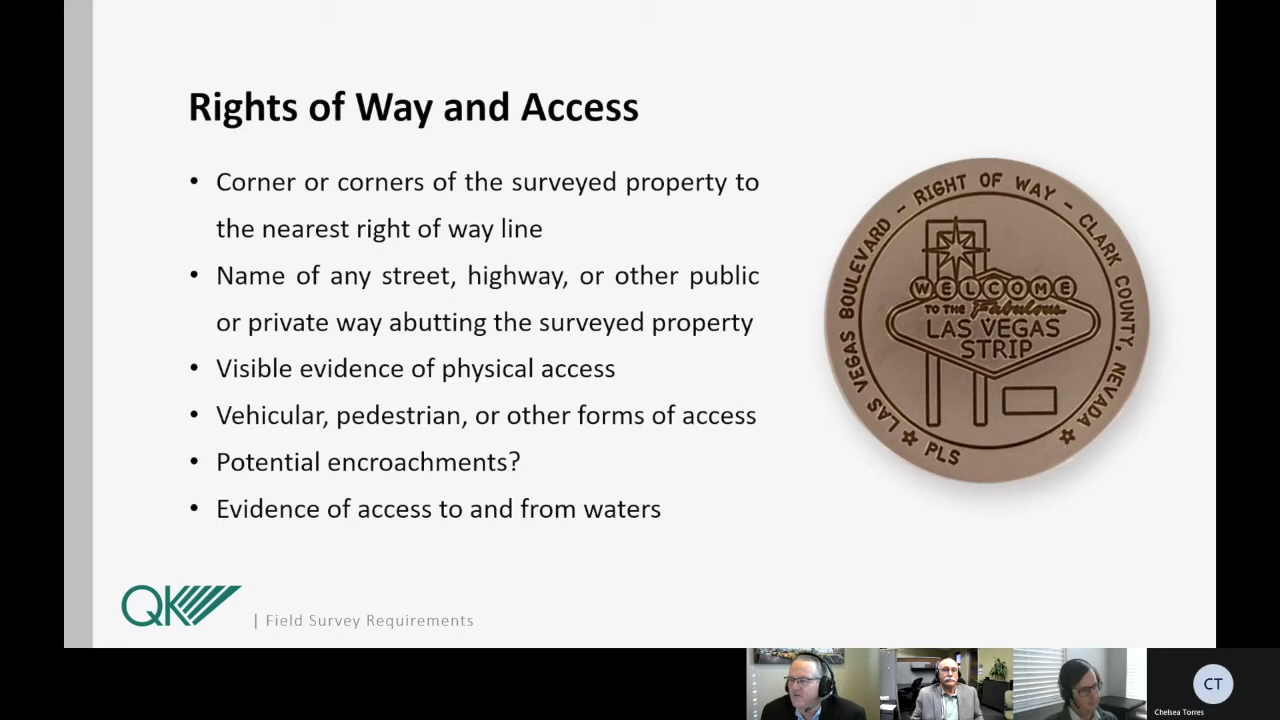 Rights of Way and Access
• Corner or corners of the surveyed property to
the nearest right of way line
• Name of any street, highway, or other public
or private way abutting the surveyed property
• Visible evidence of physical access
• Vehicular, pedestrian, or other forms of access
• Potential encroachments?
• Evidence of access to and from waters
LAS VEGAS BOULEVARD - RIGHT OF WAY - CLARK COUNTY, NEVADA
WELCOME
TO THE Fabulous
LAS VEGAS
STRIP
PLS
QK
| Field Survey Requirements
CT
Chelsea Torres